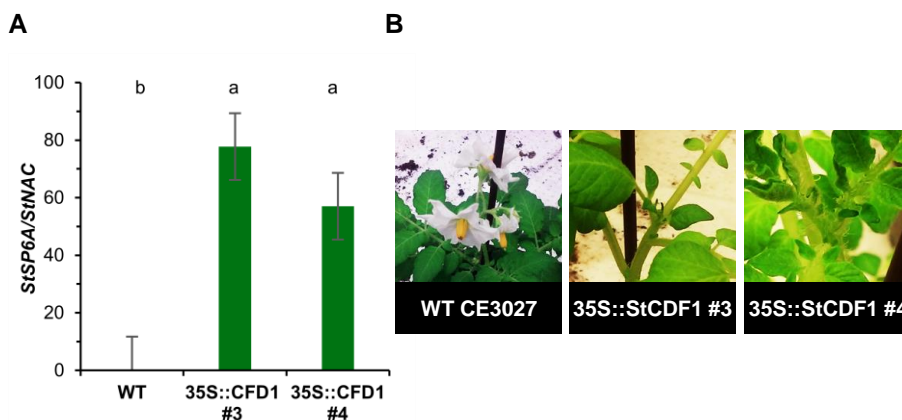 A
B
StSP6A/StNAC
100
80
60
40
20
0
b
a
a
WT
35S::CFD1
#3
35S::CFD1
#4
WT CE3027
35S::StCDF1 #3
35S::StCDF1 #4